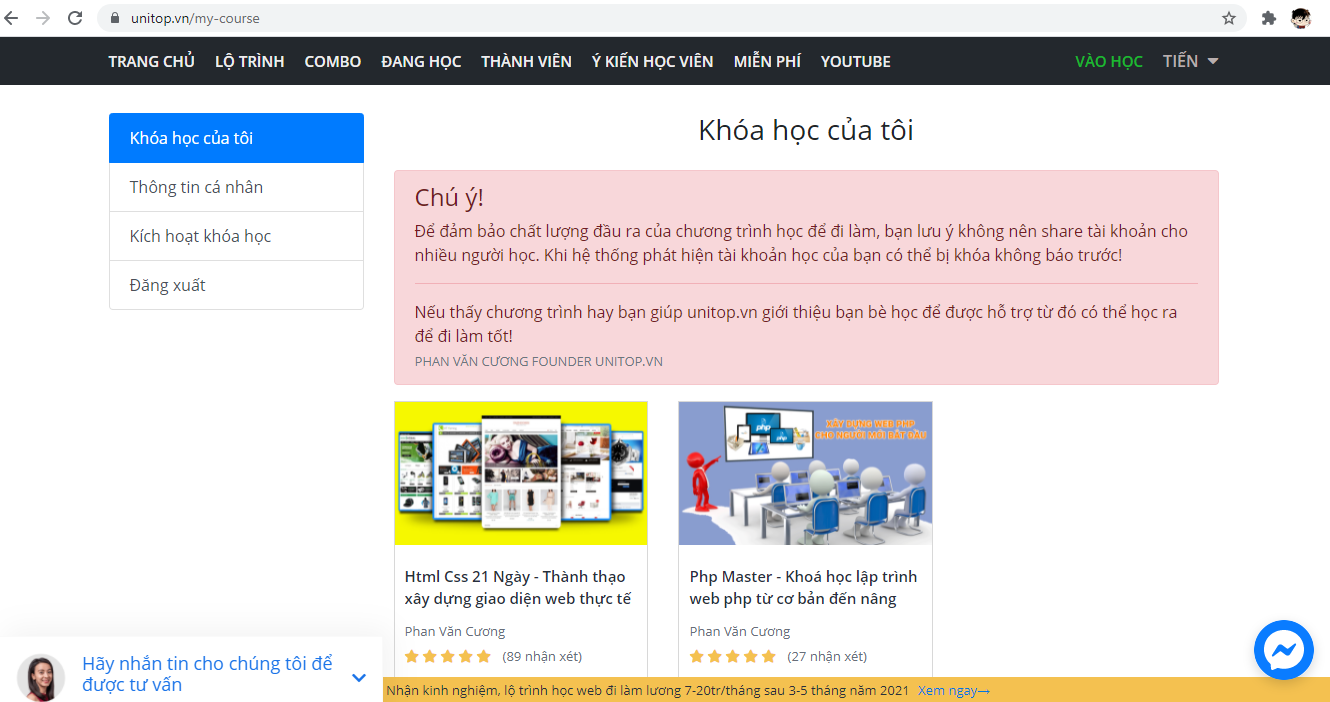 unitop.vn/my-course
TRANG CHỦ LỘ TRÌNH COMBO ĐANG HỌC THÀNH VIÊN Ý KIẾN HỌC VIÊN MIỄN PHÍ YOUTUBE VÀO HỌC TIẾN
Khóa học của tôi
Thông tin cá nhân
Kích hoạt khóa học
Đăng xuất
Khóa học của tôi
Chú ý!
Để đảm bảo chất lượng đầu ra của chương trình học để đi làm, bạn lưu ý không nên share tài khoản cho
nhiều người học. Khi hệ thống phát hiện tài khoản học của bạn có thể bị khóa không báo trước!
Nếu thấy chương trình hay bạn giúp unitop.vn giới thiệu bạn bè học để được hỗ trợ từ đó có thể học ra
để đi làm tốt!
PHAN VĂN CƯƠNG FOUNDER UNITOP.VN
php
php
XÂY DỰNG WEB PHP
CHO NGƯỜI MỚI BẮT ĐẦU
Html Css 21 Ngày - Thành thạo
xây dựng giao diện web thực tế
Phan Văn Cương
(89 nhận xét)
Php Master - Khoá học lập trình
web php từ cơ bản đến nâng
Phan Văn Cương
(27 nhận xét)
Hãy nhắn tin cho chúng tôi để
được tư vấn
Nhận kinh nghiệm, lộ trình học web đi làm lương 7-20tr/tháng sau 3-5 tháng năm 2021 Xem ngay→